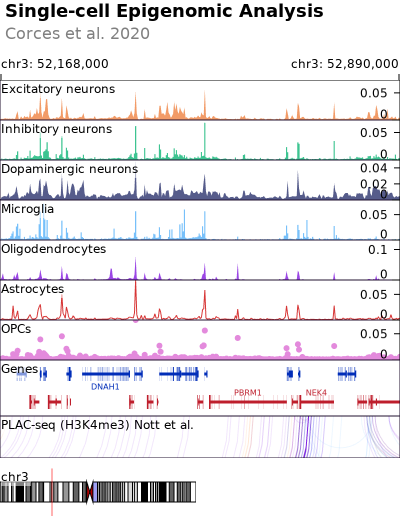 Single-cell Epigenomic Analysis
Corces et al. 2020
chr3: 52,168,000 chr3: 52,890,000
Excitatory neurons 0.05
0
Inhibitory neurons 0.05
0
Dopaminergic neurons 0.04
0.02
0
Microglia 0.05
0
Oligodendrocytes 0.1
0
Astrocytes 0.05
0
OPCs 0.05
0
Genes
DNAH1
PBRM1 NEK4
PLAC-seq (H3K4me3) Nott et al.
chr3